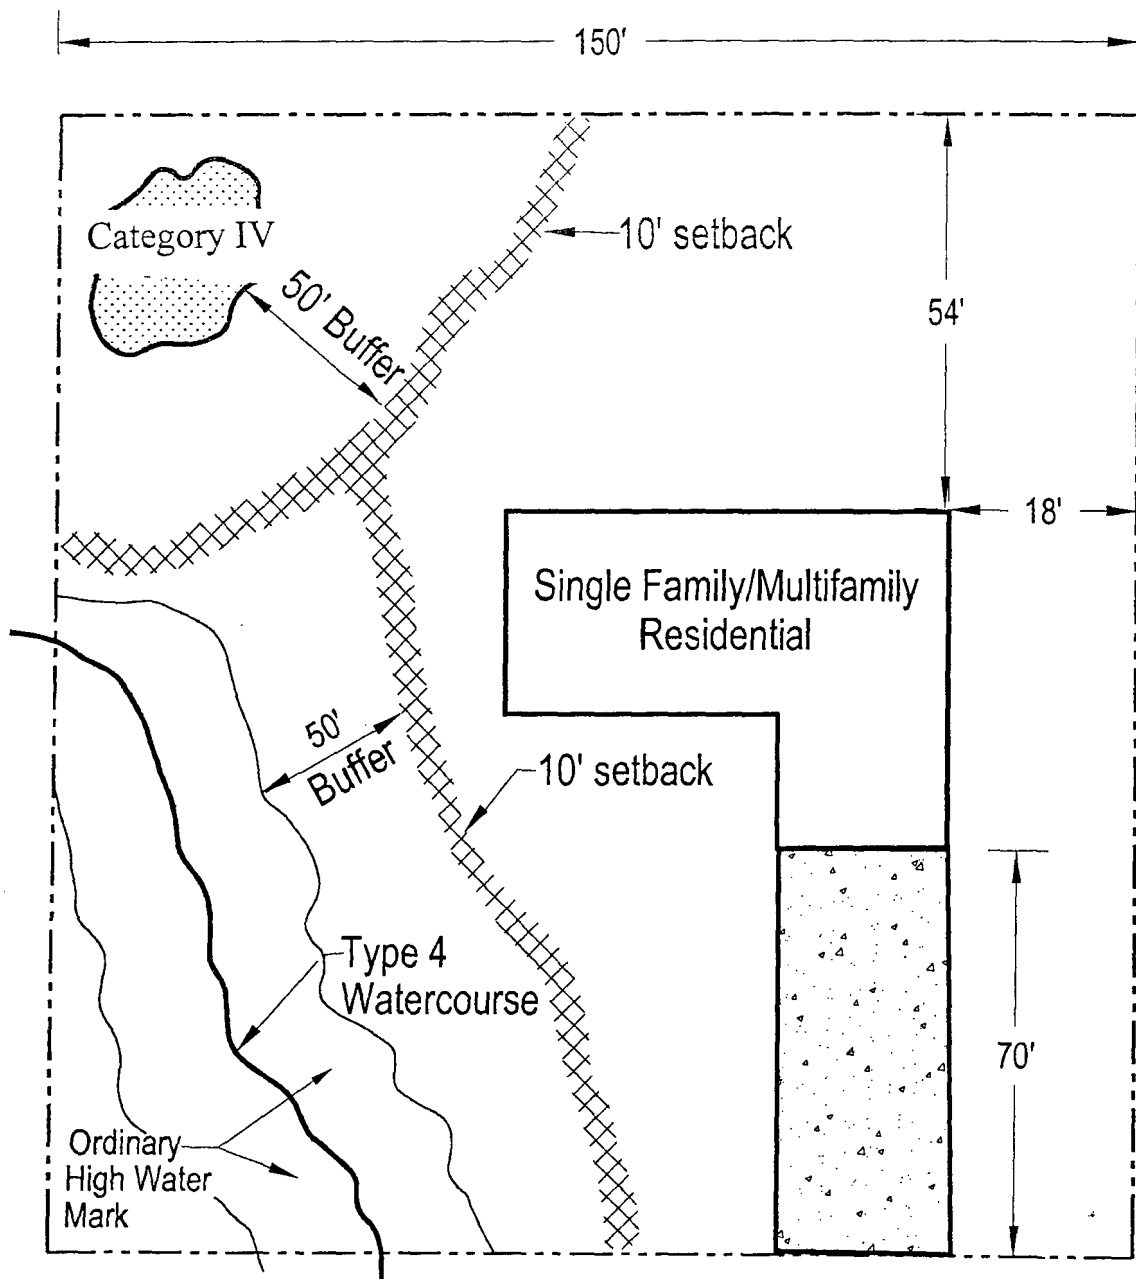 150'
Category IV
10' setback
50' Buffer
54'
18'
Single Family/Multifamily
Residential
50'
Buffer
10' setback
Type 4
Watercourse
70'
Ordinary
High Water
Mark